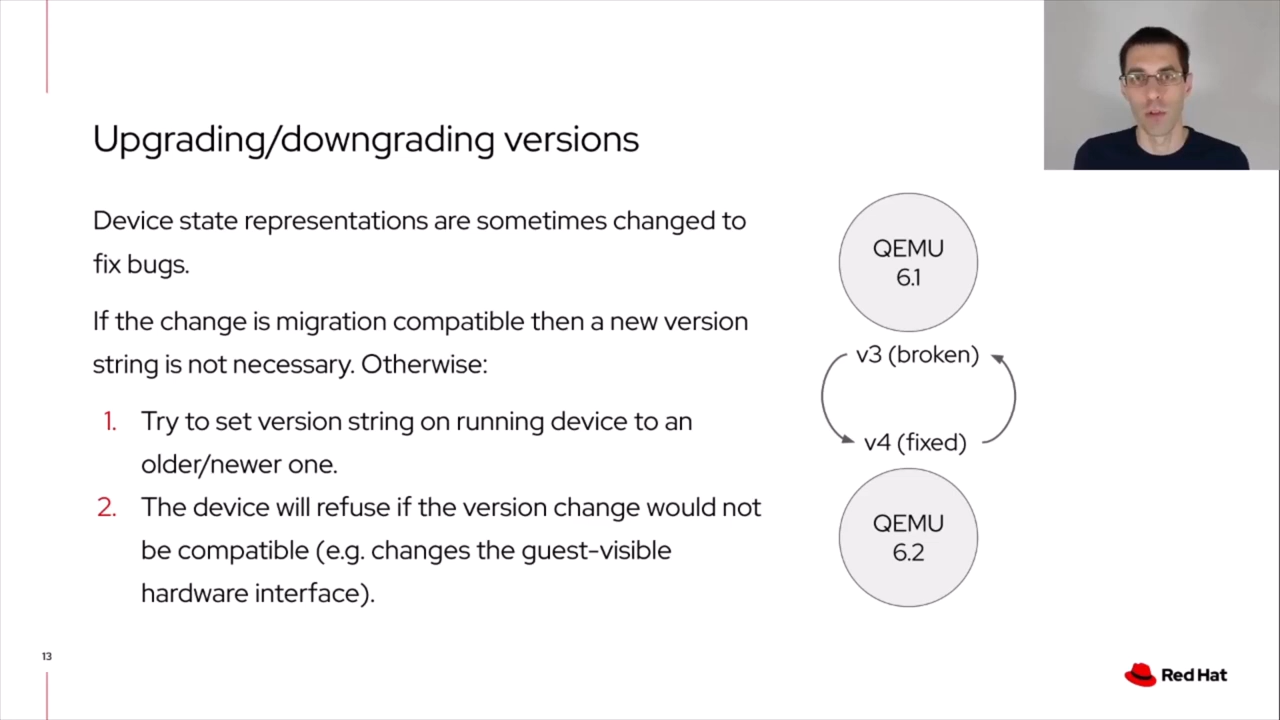 Upgrading/downgrading versions
Device state representations are sometimes changed to
fix bugs.
If the change is migration compatible then a new version
string is not necessary. Otherwise:
1. Try to set version string on running device to an
older/newer one.
2. The device will refuse if the version change would not
be compatible (e.g. changes the guest-visible
hardware interface).
QEMU
6.1
v3 (broken)
v4 (fixed)
QEMU
6.2
13
Red Hat